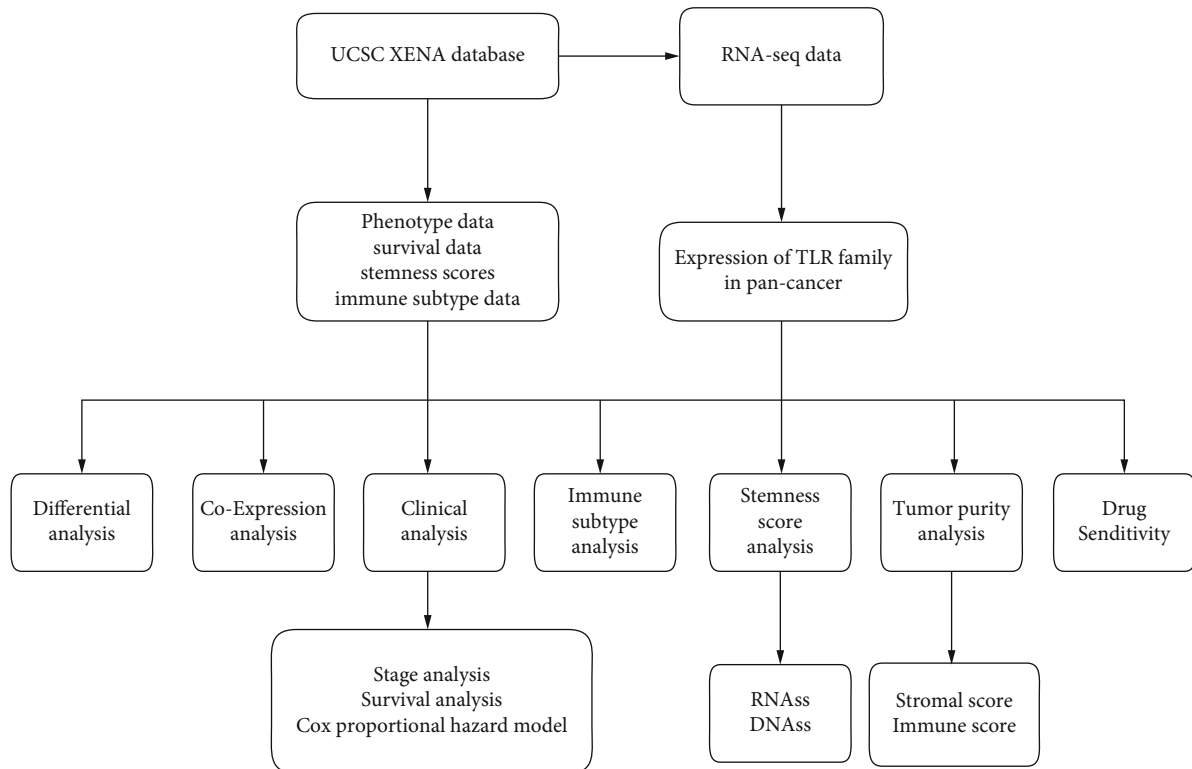 UCSC XENA database
RNA-seq data
Phenotype data
survival data
stemness scores
immune subtype data
Expression of TLR family
in pan-cancer
Differential
analysis
Co-Expression
analysis
Clinical
analysis
Immune
subtype
analysis
Stemness
score
analysis
Tumor purity
analysis
Drug
Senditivity
Stage analysis
Survival analysis
Cox proportional hazard model
RNAss
DNAss
Stromal score
Immune score